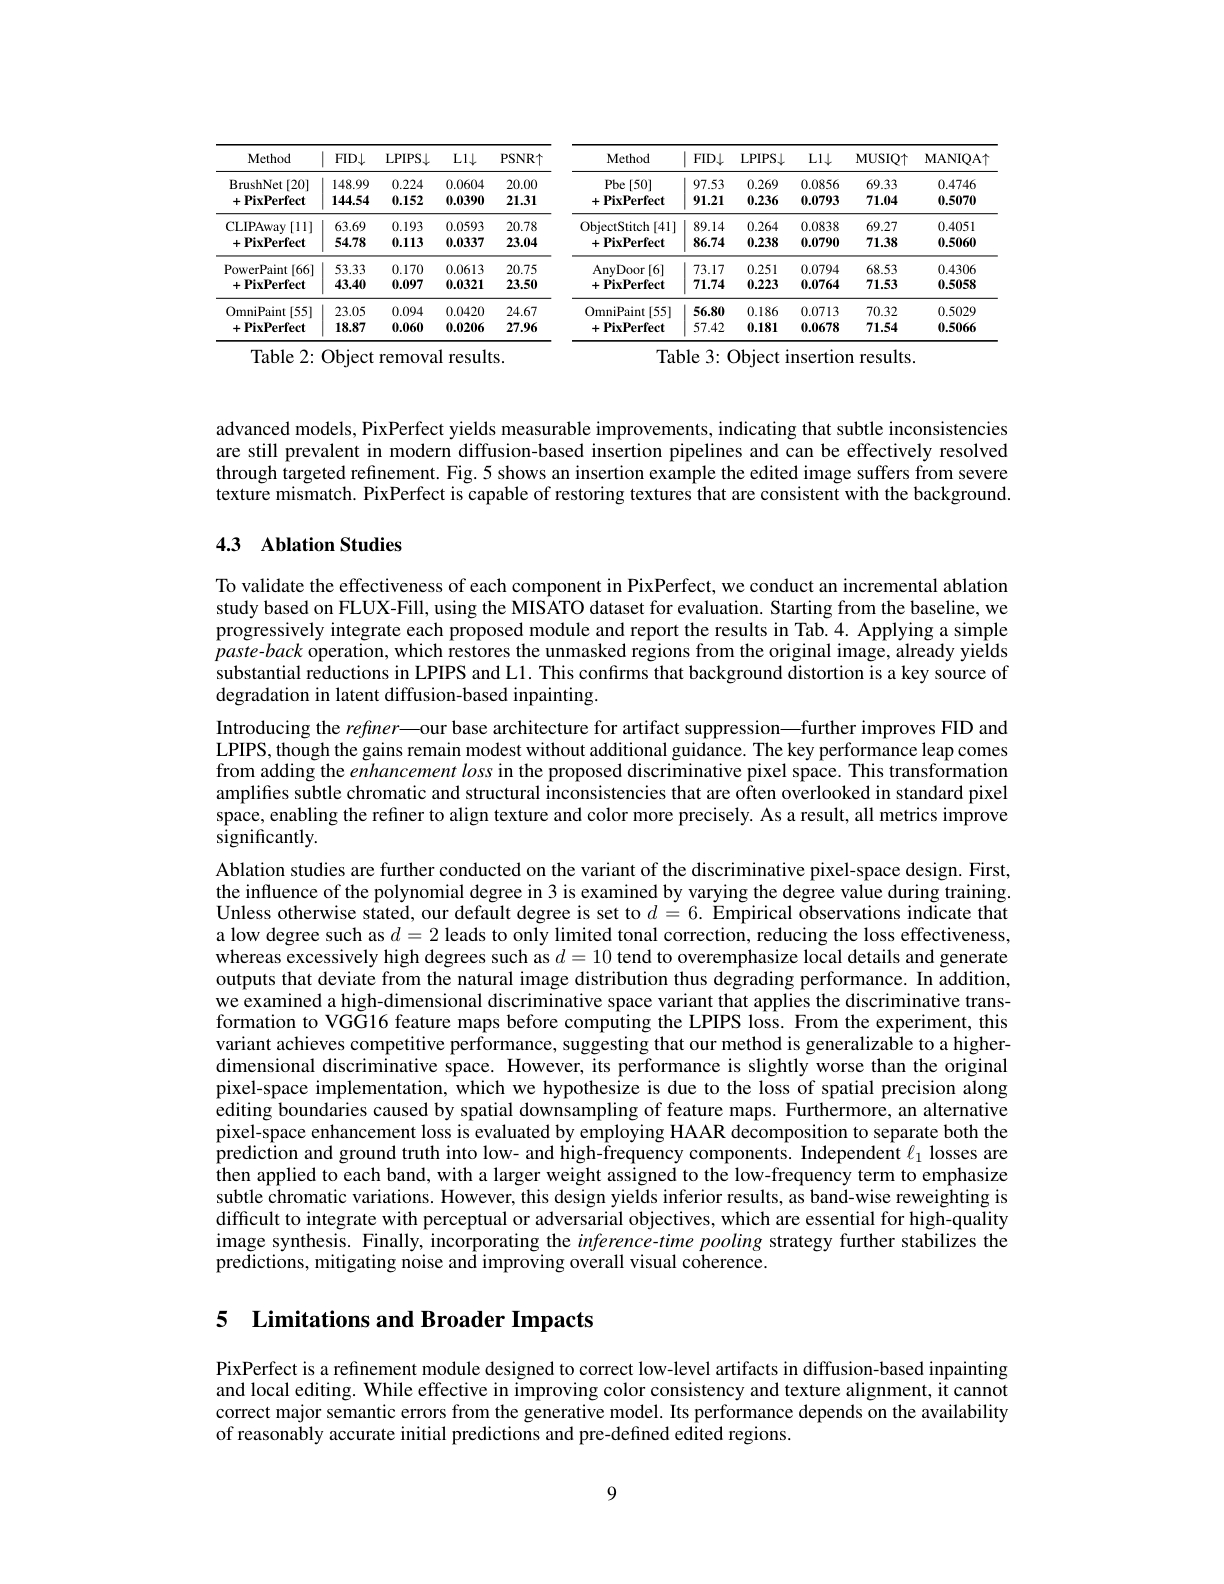 Method | FID↓ LPIPS↓ L1↓ PSNR↑
BrushNet [20] | 148.99 0.224 0.0604 20.00
+ PixPerfect | 144.54 0.152 0.0390 21.31
CLIPAway [11] | 63.69 0.193 0.0593 20.78
+ PixPerfect | 54.78 0.113 0.0337 23.04
PowerPaint [66] | 53.33 0.170 0.0613 20.75
+ PixPerfect | 43.40 0.097 0.0321 23.50
OmniPaint [55] | 23.05 0.094 0.0420 24.67
+ PixPerfect | 18.87 0.060 0.0206 27.96
Table 2: Object removal results.
Method | FID↓ LPIPS↓ L1↓ MUSIQ↑ MANIQA↑
Pbe [50] | 97.53 0.269 0.0856 69.33 0.4746
+ PixPerfect | 91.21 0.236 0.0793 71.04 0.5070
ObjectStitch [41] | 89.14 0.264 0.0838 69.27 0.4051
+ PixPerfect | 86.74 0.238 0.0790 71.38 0.5060
AnyDoor [6] | 73.17 0.251 0.0794 68.53 0.4306
+ PixPerfect | 71.74 0.223 0.0764 71.53 0.5058
OmniPaint [55] | 56.80 0.186 0.0713 70.32 0.5029
+ PixPerfect | 57.42 0.181 0.0678 71.54 0.5066
Table 3: Object insertion results.
advanced models, PixPerfect yields measurable improvements, indicating that subtle inconsistencies
are still prevalent in modern diffusion-based insertion pipelines and can be effectively resolved
through targeted refinement. Fig. 5 shows an insertion example the edited image suffers from severe
texture mismatch. PixPerfect is capable of restoring textures that are consistent with the background.
4.3 Ablation Studies
To validate the effectiveness of each component in PixPerfect, we conduct an incremental ablation
study based on FLUX-Fill, using the MISATO dataset for evaluation. Starting from the baseline, we
progressively integrate each proposed module and report the results in Tab. 4. Applying a simple
paste-back operation, which restores the unmasked regions from the original image, already yields
substantial reductions in LPIPS and L1. This confirms that background distortion is a key source of
degradation in latent diffusion-based inpainting.
Introducing the refiner—our base architecture for artifact suppression—further improves FID and
LPIPS, though the gains remain modest without additional guidance. The key performance leap comes
from adding the enhancement loss in the proposed discriminative pixel space. This transformation
amplifies subtle chromatic and structural inconsistencies that are often overlooked in standard pixel
space, enabling the refiner to align texture and color more precisely. As a result, all metrics improve
significantly.
Ablation studies are further conducted on the variant of the discriminative pixel-space design. First,
the influence of the polynomial degree in 3 is examined by varying the degree value during training.
Unless otherwise stated, our default degree is set to d = 6. Empirical observations indicate that
a low degree such as d = 2 leads to only limited tonal correction, reducing the loss effectiveness,
whereas excessively high degrees such as d = 10 tend to overemphasize local details and generate
outputs that deviate from the natural image distribution thus degrading performance. In addition,
we examined a high-dimensional discriminative space variant that applies the discriminative trans-
formation to VGG16 feature maps before computing the LPIPS loss. From the experiment, this
variant achieves competitive performance, suggesting that our method is generalizable to a higher-
dimensional discriminative space. However, its performance is slightly worse than the original
pixel-space implementation, which we hypothesize is due to the loss of spatial precision along
editing boundaries caused by spatial downsampling of feature maps. Furthermore, an alternative
pixel-space enhancement loss is evaluated by employing HAAR decomposition to separate both the
prediction and ground truth into low- and high-frequency components. Independent ℓ₁ losses are
then applied to each band, with a larger weight assigned to the low-frequency term to emphasize
subtle chromatic variations. However, this design yields inferior results, as band-wise reweighting is
difficult to integrate with perceptual or adversarial objectives, which are essential for high-quality
image synthesis. Finally, incorporating the inference-time pooling strategy further stabilizes the
predictions, mitigating noise and improving overall visual coherence.
5 Limitations and Broader Impacts
PixPerfect is a refinement module designed to correct low-level artifacts in diffusion-based inpainting
and local editing. While effective in improving color consistency and texture alignment, it cannot
correct major semantic errors from the generative model. Its performance depends on the availability
of reasonably accurate initial predictions and pre-defined edited regions.
9